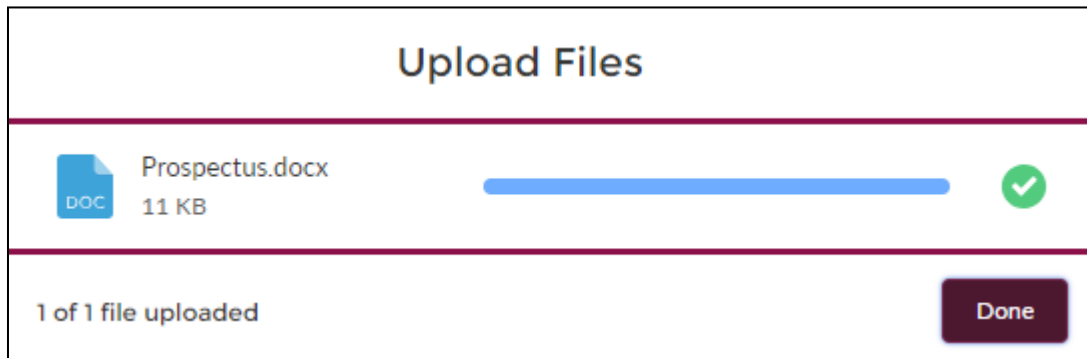 Upload Files
Prospectus.docx
DOC
11 KB
1 of 1 file uploaded
Done